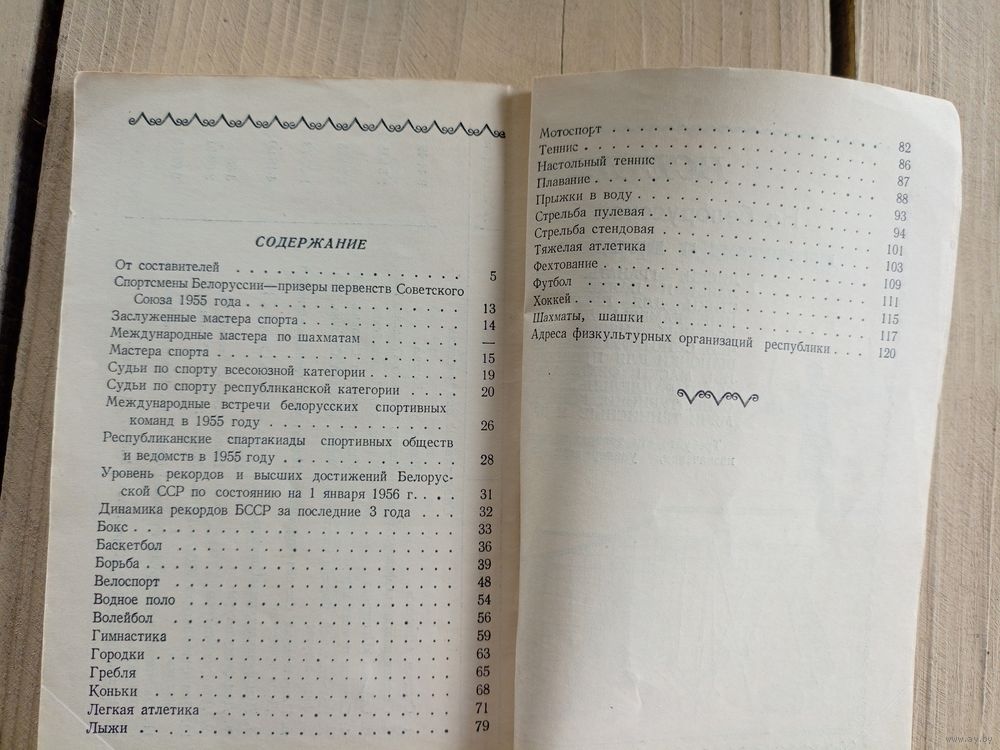 СОДЕРЖАНИЕ
От составителей . . . . . . . . . . . . . . . . 5
Спортсмены Белоруссии—призеры первенств Советского
Союза 1955 года . . . . . . . . . . . . . . . 13
Заслуженные мастера спорта . . . . . . . . . . . 14
Международные мастера по шахматам . . . . . . . —
Мастера спорта . . . . . . . . . . . . . . . . . 15
Судьи по спорту всесоюзной категории . . . . . . . 19
Судьи по спорту республиканской категории . . . . 20
Международные встречи белорусских спортивных
команд в 1955 году . . . . . . . . . . . . . 26
Республиканские спартакиады спортивных обществ
и ведомств в 1955 году . . . . . . . . . . . . 28
Уровень рекордов и высших достижений Белорус-
ской ССР по состоянию на 1 января 1956 г. . . . 31
Динамика рекордов БССР за последние 3 года . . . 32
Бокс . . . . . . . . . . . . . . . . . . . . . . 33
Баскетбол . . . . . . . . . . . . . . . . . . . 36
Борьба . . . . . . . . . . . . . . . . . . . . . 39
Велоспорт . . . . . . . . . . . . . . . . . . . 48
Водное поло . . . . . . . . . . . . . . . . . . 54
Волейбол . . . . . . . . . . . . . . . . . . . 56
Гимнастика . . . . . . . . . . . . . . . . . . 59
Городки . . . . . . . . . . . . . . . . . . . . 63
Гребля . . . . . . . . . . . . . . . . . . . . 65
Коньки . . . . . . . . . . . . . . . . . . . . 68
Легкая атлетика . . . . . . . . . . . . . . . . 71
Лыжи . . . . . . . . . . . . . . . . . . . . . 79
Мотоспорт . . . . . . . . . . . . . . . . . . . 82
Теннис . . . . . . . . . . . . . . . . . . . . 86
Настольный теннис . . . . . . . . . . . . . . . 87
Плавание . . . . . . . . . . . . . . . . . . . 88
Прыжки в воду . . . . . . . . . . . . . . . . . 93
Стрельба пулевая . . . . . . . . . . . . . . . . 94
Стрельба стендовая . . . . . . . . . . . . . . . 101
Тяжелая атлетика . . . . . . . . . . . . . . . . 103
Фехтование . . . . . . . . . . . . . . . . . . 109
Футбол . . . . . . . . . . . . . . . . . . . . 111
Хоккей . . . . . . . . . . . . . . . . . . . . 115
Шахматы, шашки . . . . . . . . . . . . . . . . 117
Адреса физкультурных организаций республики . . . 120
www.ay.by